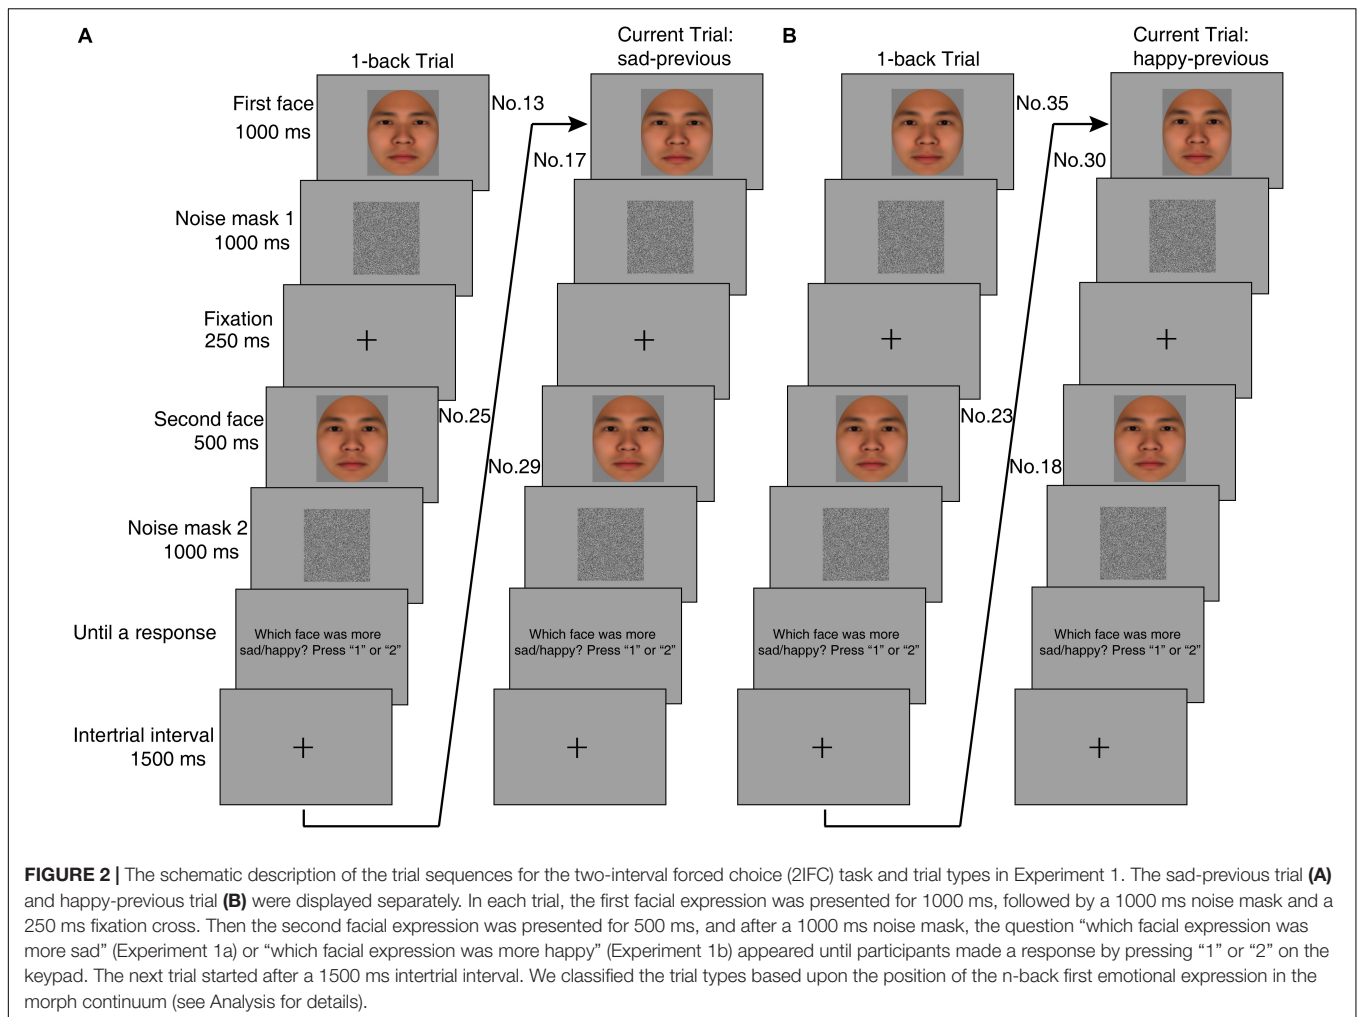 A
1-back Trial
Current Trial:
sad-previous
B
1-back Trial
Current Trial:
happy-previous
First face
1000 ms
No.13
No.17
No.35
No.30
Noise mask 1
1000 ms
Fixation
250 ms
Second face
500 ms
No.25
No.29
No.23
No.18
Noise mask 2
1000 ms
Until a response
Which face was more
sad/happy? Press “1” or “2”
Which face was more
sad/happy? Press “1” or “2”
Which face was more
sad/happy? Press “1” or “2”
Which face was more
sad/happy? Press “1” or “2”
Intertrial interval
1500 ms
FIGURE 2 | The schematic description of the trial sequences for the two-interval forced choice (2IFC) task and trial types in Experiment 1. The sad-previous trial (A)
and happy-previous trial (B) were displayed separately. In each trial, the first facial expression was presented for 1000 ms, followed by a 1000 ms noise mask and a
250 ms fixation cross. Then the second facial expression was presented for 500 ms, and after a 1000 ms noise mask, the question “which facial expression was
more sad” (Experiment 1a) or “which facial expression was more happy” (Experiment 1b) appeared until participants made a response by pressing “1” or “2” on the
keypad. The next trial started after a 1500 ms intertrial interval. We classified the trial types based upon the position of the n-back first emotional expression in the
morph continuum (see Analysis for details).